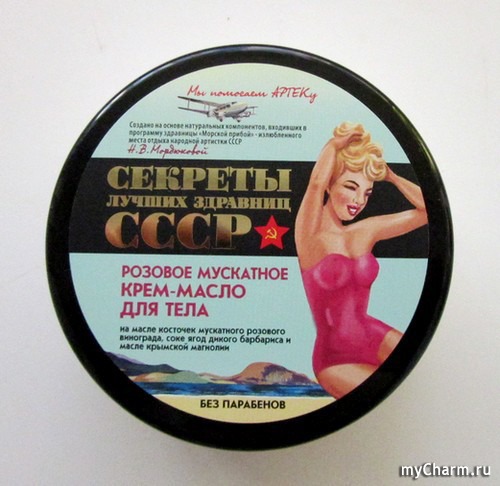 Мы помогаем АРТЕКу
Создано на основе натуральных компонентов, входивших в
программу здравницы «Морской прибой» - излюбленного
места отдыха народной артистки СССР
Н.В.Мордюковой
СЕКРЕТЫ
ЛУЧШИХ ЗДРАВНИЦ
СССР
РОЗОВОЕ МУСКАТНОЕ
КРЕМ-МАСЛО
ДЛЯ ТЕЛА
на масле косточек мускатного розового
винограда, соке ягод дикого барбариса и
масле крымской магнолии
БЕЗ ПАРАБЕНОВ
myCharm.ru